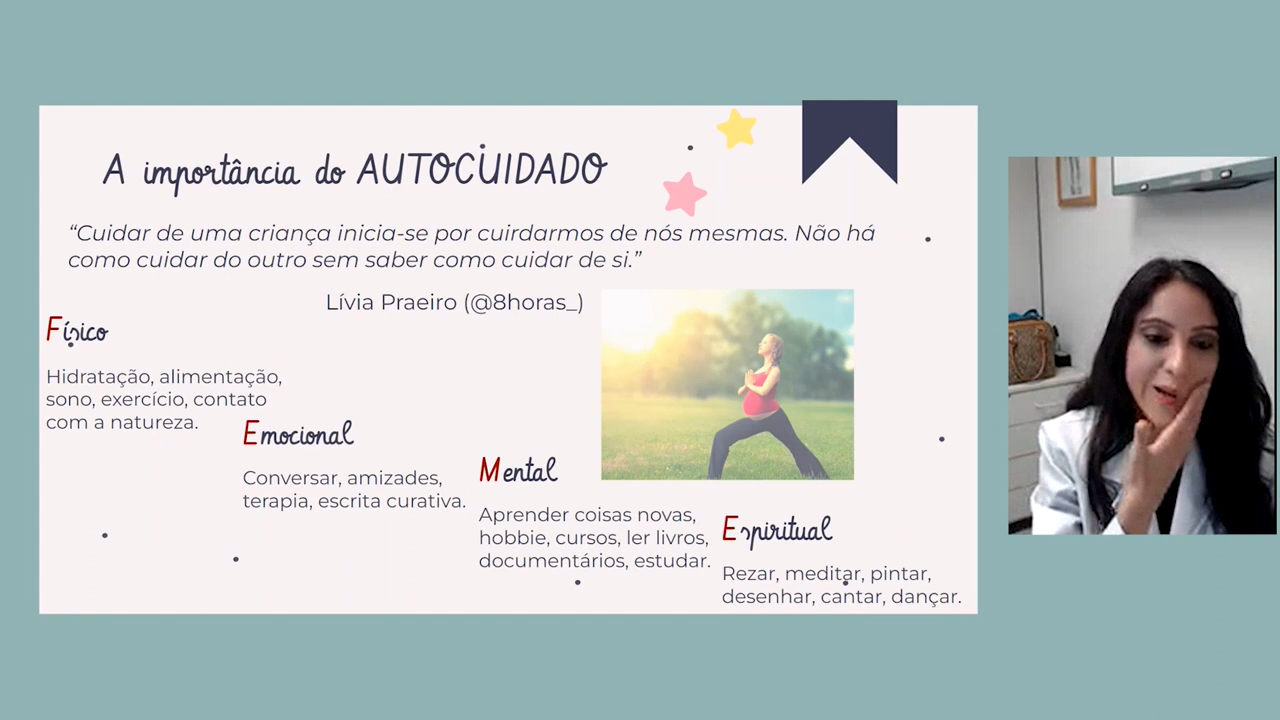 A importância do AUTOCUIDADO
“Cuidar de uma criança inicia-se por cuirdarmos de nós mesmas. Não há
como cuidar do outro sem saber como cuidar de si.”
Lívia Praeiro (@8horas_)
Físico
Hidratação, alimentação,
sono, exercício, contato
com a natureza.
Emocional
Conversar, amizades,
terapia, escrita curativa.
Mental
Aprender coisas novas,
hobbie, cursos, ler livros,
documentários, estudar.
Espiritual
Rezar, meditar, pintar,
desenhar, cantar, dançar.